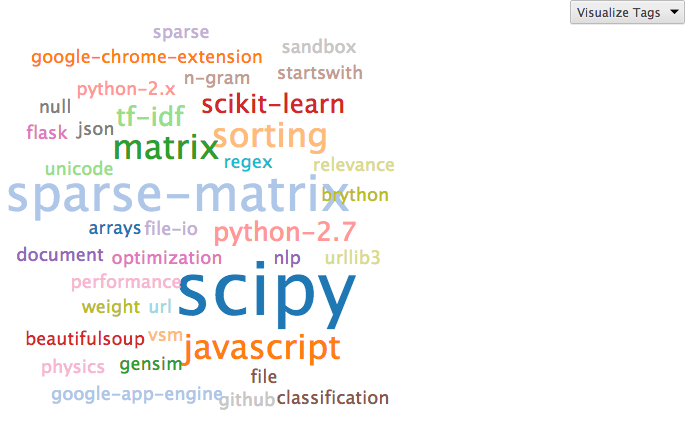 Visualize Tags
sparse
sandbox
google-chrome-extension
n-gram
startswith
python-2.x
null
scikit-learn
tf-idf
flask
json
matrix
sorting
unicode
regex
relevance
sparse-matrix
brython
arrays
file-io
python-2.7
document
optimization
nlp
urllib3
performance
scipy
weight
url
beautifulsoup
vsm
javascript
physics
gensim
file
google-app-engine
github
classification